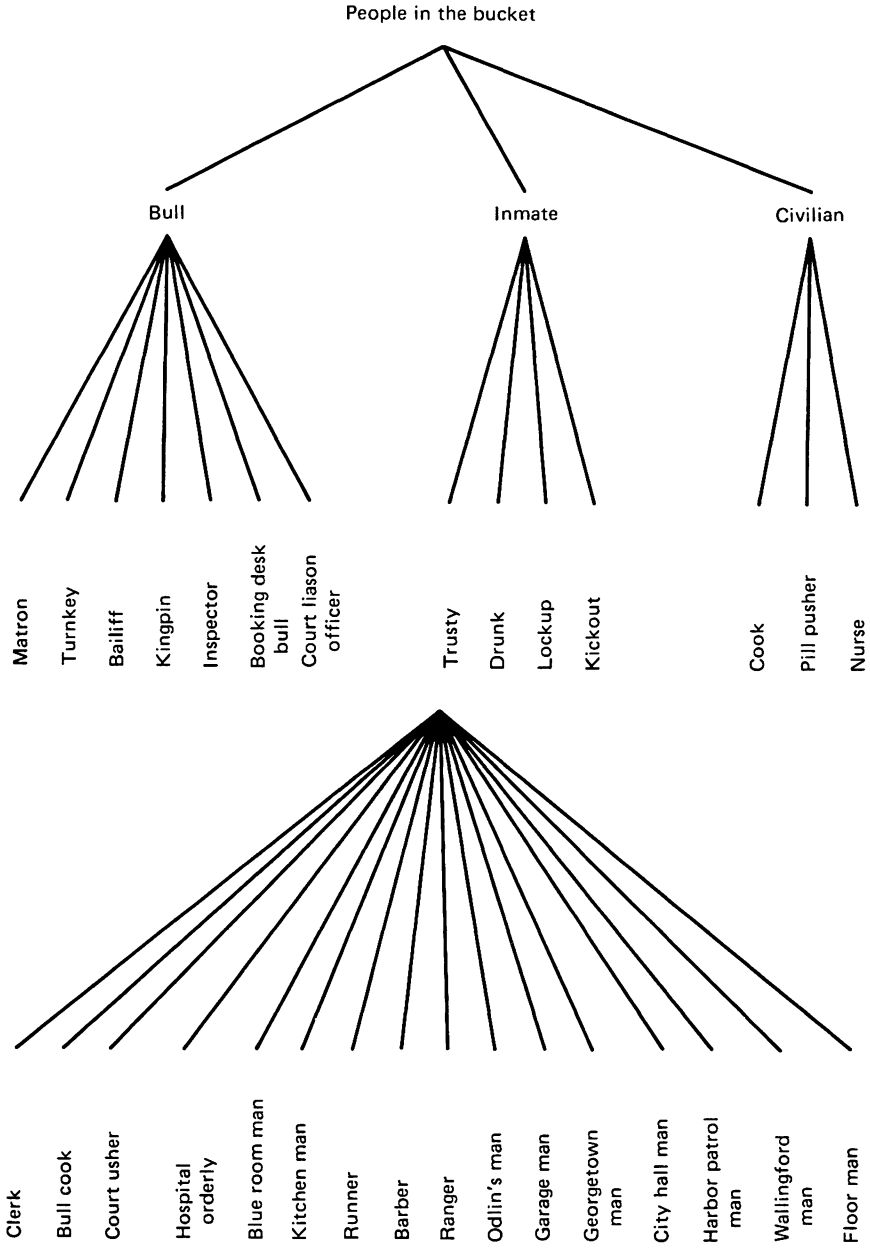 People in the bucket
Bull
Inmate
Civilian
Matron
Turnkey
Bailiff
Kingpin
Inspector
Booking desk
bull
Court liason
officer
Trusty
Drunk
Lockup
Kickout
Cook
Pill pusher
Nurse
Clerk
Bull cook
Court usher
Hospital
orderly
Blue room man
Kitchen man
Runner
Barber
Ranger
Odlin's man
Garage man
Georgetown
man
City hall man
Harbor patrol
man
Wallingford
man
Floor man